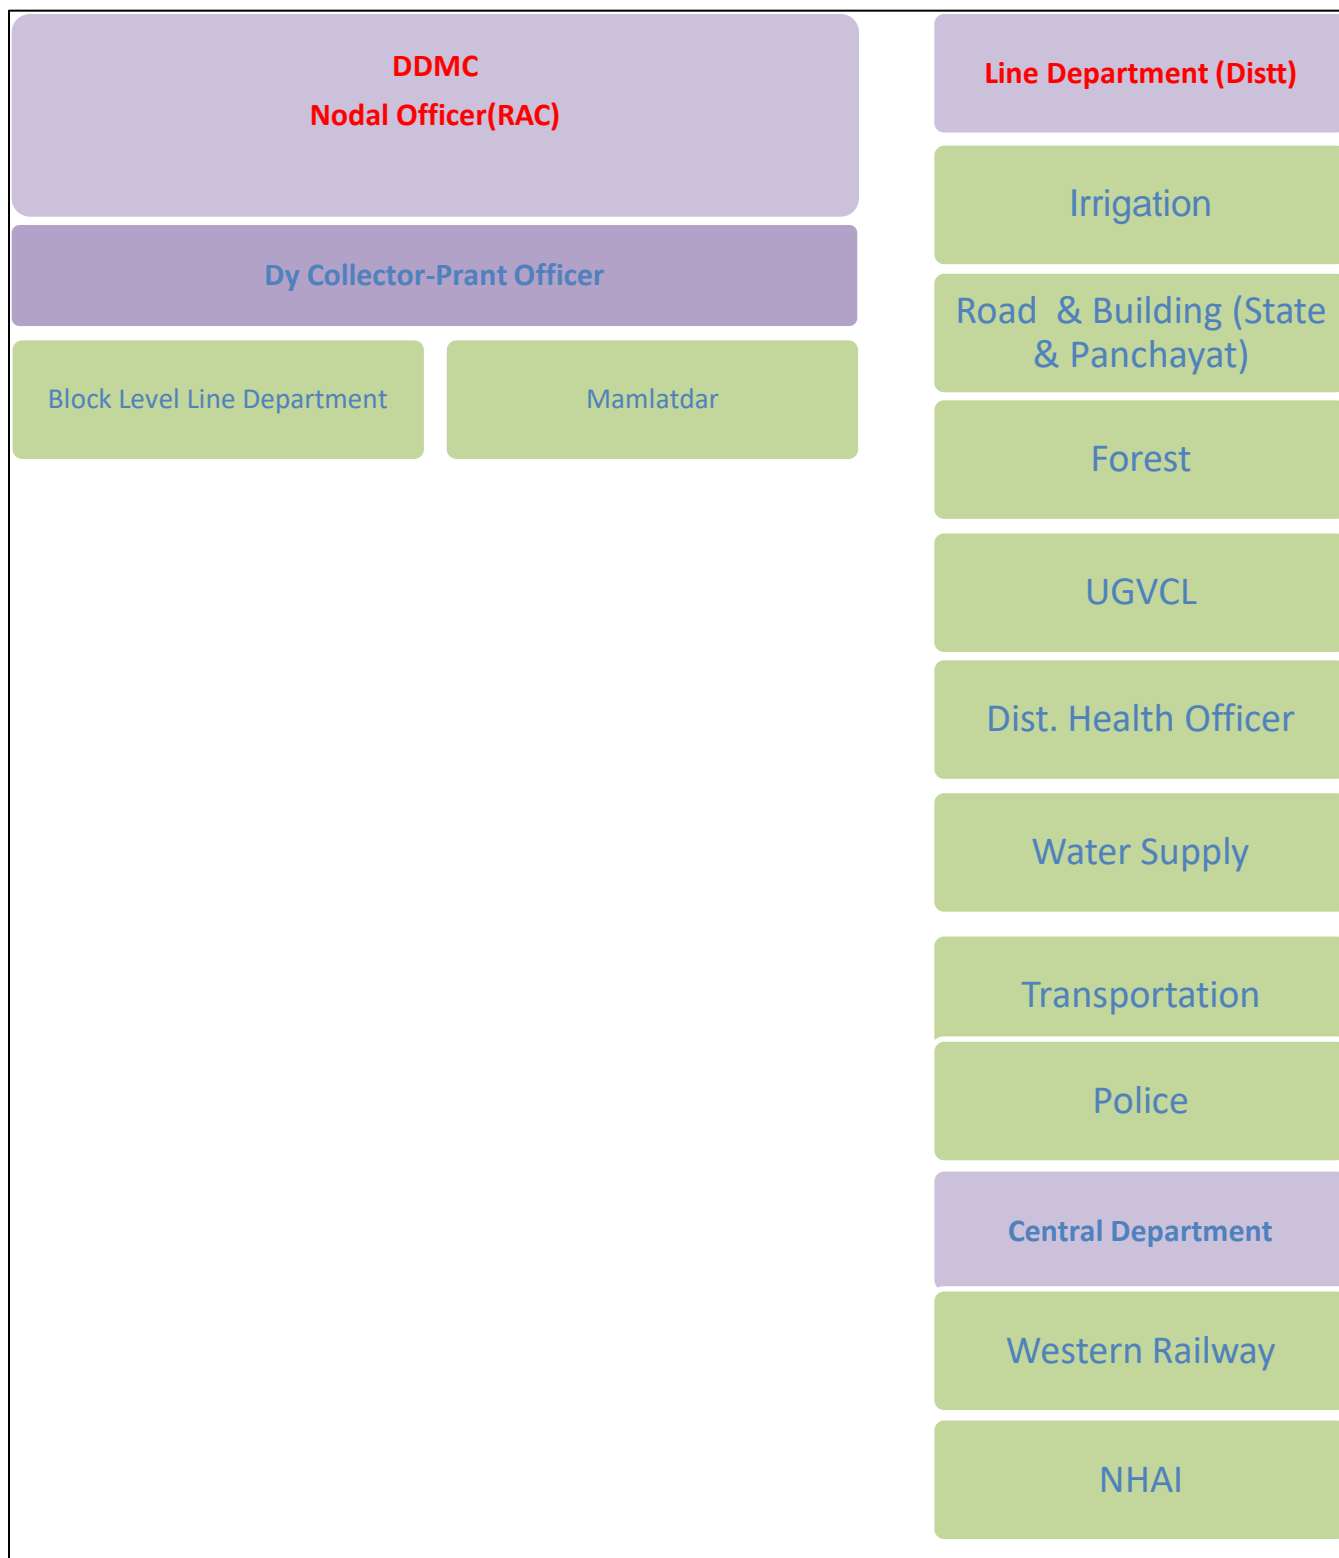 DDMC
Nodal Officer(RAC)
Dy Collector-Prant Officer
Block Level Line Department
Mamlatdar
Line Department (Distt)
Irrigation
Road & Building (State
& Panchayat)
Forest
UGVCL
Dist. Health Officer
Water Supply
Transportation
Police
Central Department
Western Railway
NHAI